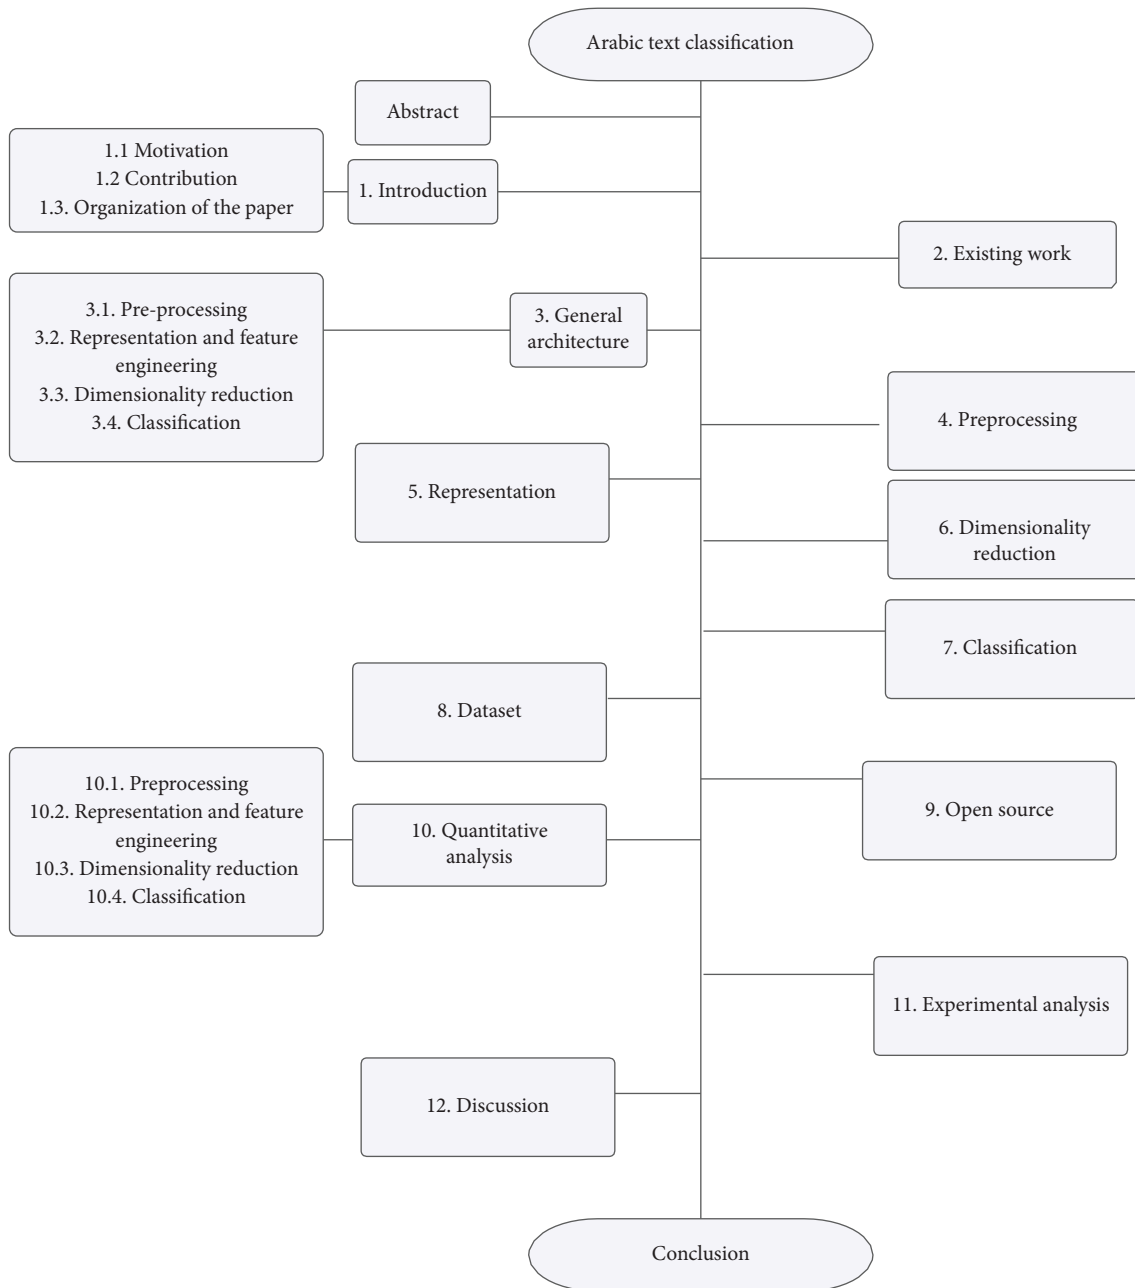 Arabic text classification
Abstract
1.1 Motivation
1.2 Contribution
1.3. Organization of the paper
1. Introduction
2. Existing work
3.1. Pre-processing
3.2. Representation and feature
engineering
3.3. Dimensionality reduction
3.4. Classification
3. General
architecture
4. Preprocessing
5. Representation
6. Dimensionality
reduction
7. Classification
8. Dataset
9. Open source
10.1. Preprocessing
10.2. Representation and feature
engineering
10.3. Dimensionality reduction
10.4. Classification
10. Quantitative
analysis
11. Experimental analysis
12. Discussion
Conclusion